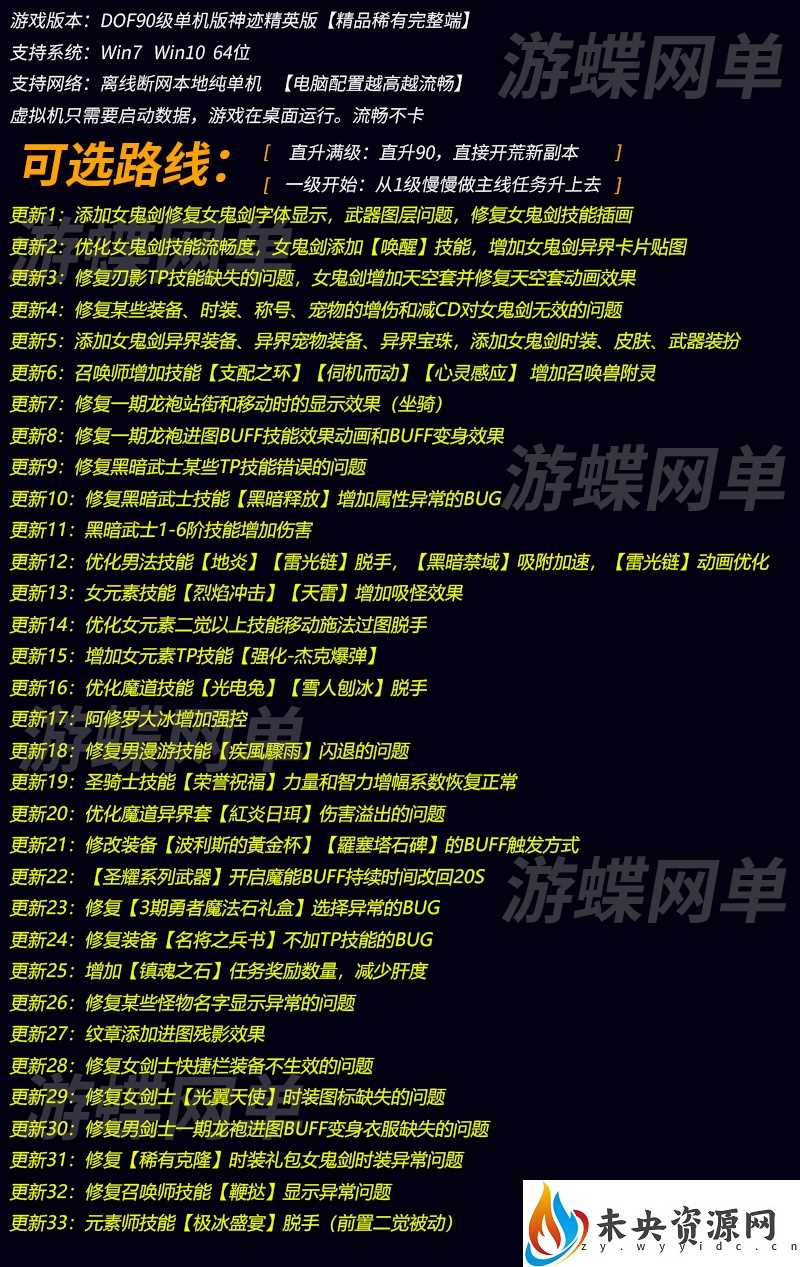 游戏版本：DOF90级单机版神迹精英版【精品稀有完整端】
支持系统：Win7 Win10 64位
支持网络：离线断网本地纯单机 【电脑配置越高越流畅】
虚拟机只需要启动数据，游戏在桌面运行。流畅不卡
游蝶网单
可选路线：
[ 直升满级：直升90，直接开荒新副本 ]
[ 一级开始：从1级慢慢做主线任务升上去 ]
更新1：添加女鬼剑修复女鬼剑字体显示，武器图层问题，修复女鬼剑技能插画
更新2：优化女鬼剑技能流畅度，女鬼剑添加【唤醒】技能，增加女鬼剑异界卡片贴图
游蝶网单
更新3：修复刃影TP技能缺失的问题，女鬼剑增加天空套并修复天空套动画效果
更新4：修复某些装备、时装、称号、宠物的增伤和减CD对女鬼剑无效的问题
更新5：添加女鬼剑异界装备、异界宠物装备、异界宝珠，添加女鬼剑时装、皮肤、武器装扮
更新6：召唤师增加技能【支配之环】【伺机而动】【心灵感应】 增加召唤兽附灵
更新7：修复一期龙袍站街和移动时的显示效果（坐骑）
更新8：修复一期龙袍进图BUFF技能效果动画和BUFF变身效果
更新9：修复黑暗武士某些TP技能错误的问题
游蝶网单
更新10：修复黑暗武士技能【黑暗释放】增加属性异常的BUG
更新11：黑暗武士1-6阶技能增加伤害
更新12：优化男法技能【地炎】【雷光链】脱手，【黑暗禁域】吸附加速，【雷光链】动画优化
更新13：女元素技能【烈焰冲击】【天雷】增加吸怪效果
更新14：优化女元素二觉以上技能移动施法过图脱手
更新15：增加女元素TP技能【强化-杰克爆弹】
更新16：优化魔道技能【光电兔】【雪人刨冰】脱手
更新17：阿修罗大冰增加强控
游蝶网单
更新18：修复男漫游技能【疾風驟雨】闪退的问题
更新19：圣骑士技能【荣誉祝福】力量和智力增幅系数恢复正常
更新20：优化魔道异界套【紅炎日珥】伤害溢出的问题
更新21：修改装备【波利斯的黃金杯】【羅塞塔石碑】的BUFF触发方式
更新22：【圣耀系列武器】开启魔能BUFF持续时间改回20S
游蝶网单
更新23：修复【3期勇者魔法石礼盒】选择异常的BUG
更新24：修复装备【名将之兵书】不加TP技能的BUG
更新25：增加【镇魂之石】任务奖励数量，减少肝度
更新26：修复某些怪物名字显示异常的问题
更新27：纹章添加进图残影效果
更新28：修复女剑士快捷栏装备不生效的问题
更新29：修复女剑士【光翼天使】时装图标缺失的问题
游蝶网单
更新30：修复男剑士一期龙袍进图BUFF变身衣服缺失的问题
更新31：修复【稀有克隆】时装礼包女鬼剑时装异常问题
更新32：修复召唤师技能【鞭挞】显示异常问题
更新33：元素师技能【极冰盛宴】脱手（前置二觉被动）
未央资源网
zy.wyyidc.cn